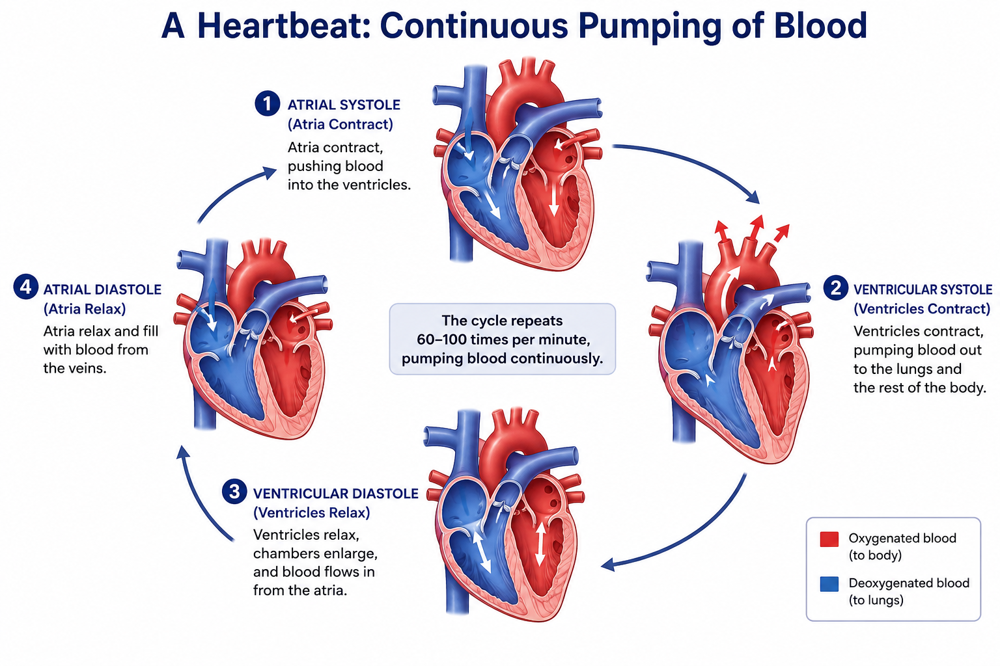 A Heartbeat: Continuous Pumping of Blood
1 ATRIAL SYSTOLE
(Atria Contract)
Atria contract,
pushing blood
into the ventricles.
2 VENTRICULAR SYSTOLE
(Ventricles Contract)
Ventricles contract,
pumping blood out
to the lungs and
the rest of the body.
3 VENTRICULAR DIASTOLE
(Ventricles Relax)
Ventricles relax,
chambers enlarge,
and blood flows in
from the atria.
4 ATRIAL DIASTOLE
(Atria Relax)
Atria relax and fill
with blood from
the veins.
The cycle repeats
60–100 times per minute,
pumping blood continuously.
Oxygenated blood
(to body)
Deoxygenated blood
(to lungs)